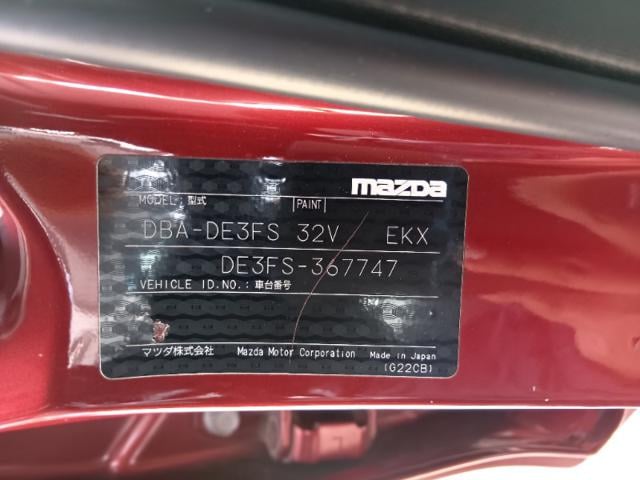 mazda
MODEL: 型式 PAINT
DBA-DE3FS 32V EKX
DE3FS-367747
VEHICLE ID.NO.: 車台番号
マツダ株式会社 Mazda Motor Corporation Made in Japan
(G22CB)